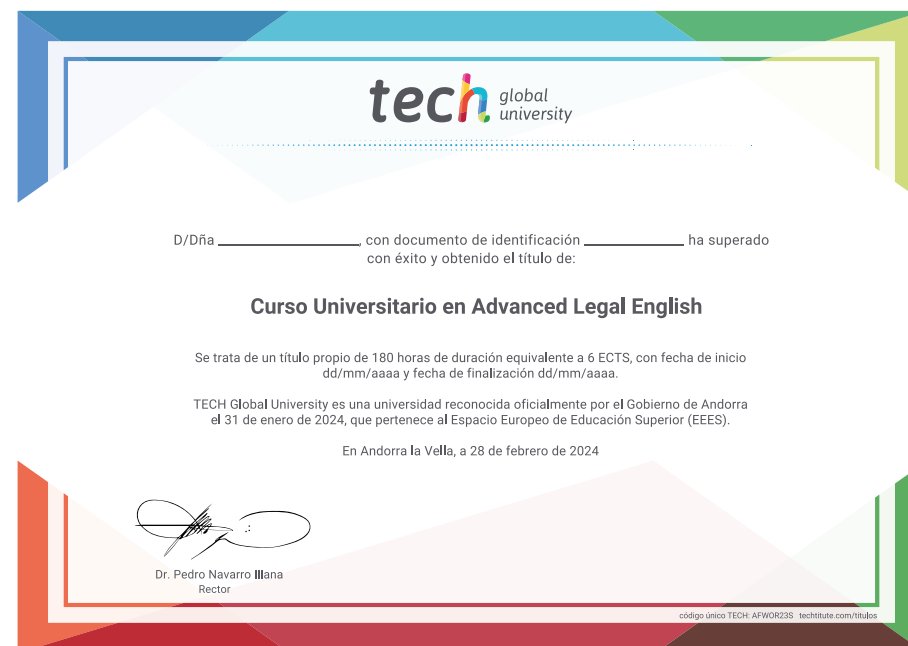 tech global
university
D/Dña ____________________, con documento de identificación ______________ ha superado
con éxito y obtenido el título de:
Curso Universitario en Advanced Legal English
Se trata de un título propio de 180 horas de duración equivalente a 6 ECTS, con fecha de inicio
dd/mm/aaaa y fecha de finalización dd/mm/aaaa.
TECH Global University es una universidad reconocida oficialmente por el Gobierno de Andorra
el 31 de enero de 2024, que pertenece al Espacio Europeo de Educación Superior (EEES).
En Andorra la Vella, a 28 de febrero de 2024
Dr. Pedro Navarro Illana
Rector
código único TECH: AFWOR23S techtitute.com/titulos